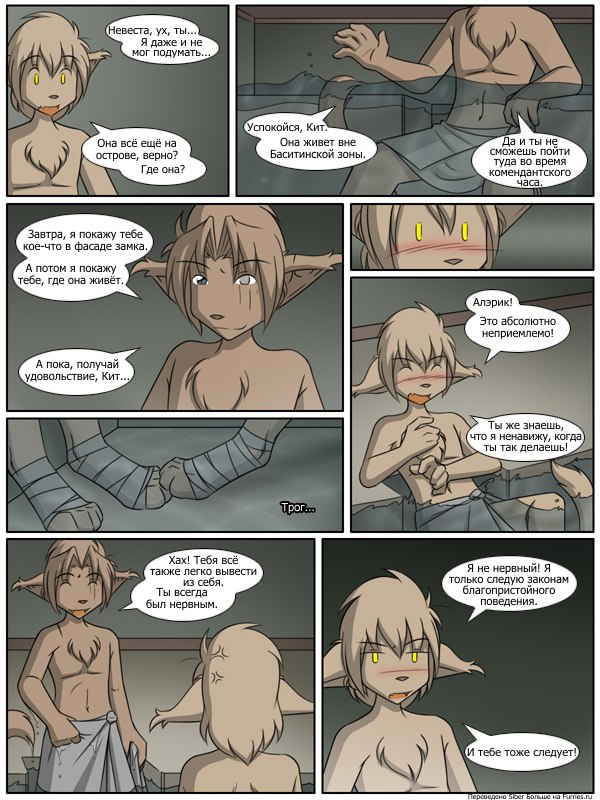 Невеста, ух, ты...
Я даже и не
мог подумать...
Она всё ещё на
острове, верно?
Где она?
Успокойся, Кит.
Она живет вне
Баситинской зоны.
Да и ты не
сможешь пойти
туда во время
комендантского
часа.
Завтра, я покажу тебе
кое-что в фасаде замка.
А потом я покажу
тебе, где она живёт.
А пока, получай
удовольствие, Кит...
Алэрик!
Это абсолютно
неприемлемо!
Ты же знаешь,
что я ненавижу, когда
ты так делаешь!
Трог...
Хах! Тебя всё
также легко вывести
из себя.
Ты всегда
был нервным.
Я не нервный! Я
только следую законам
благопристойного
поведения.
И тебе тоже следует!
Переведено Siber Больше на Furries.ru